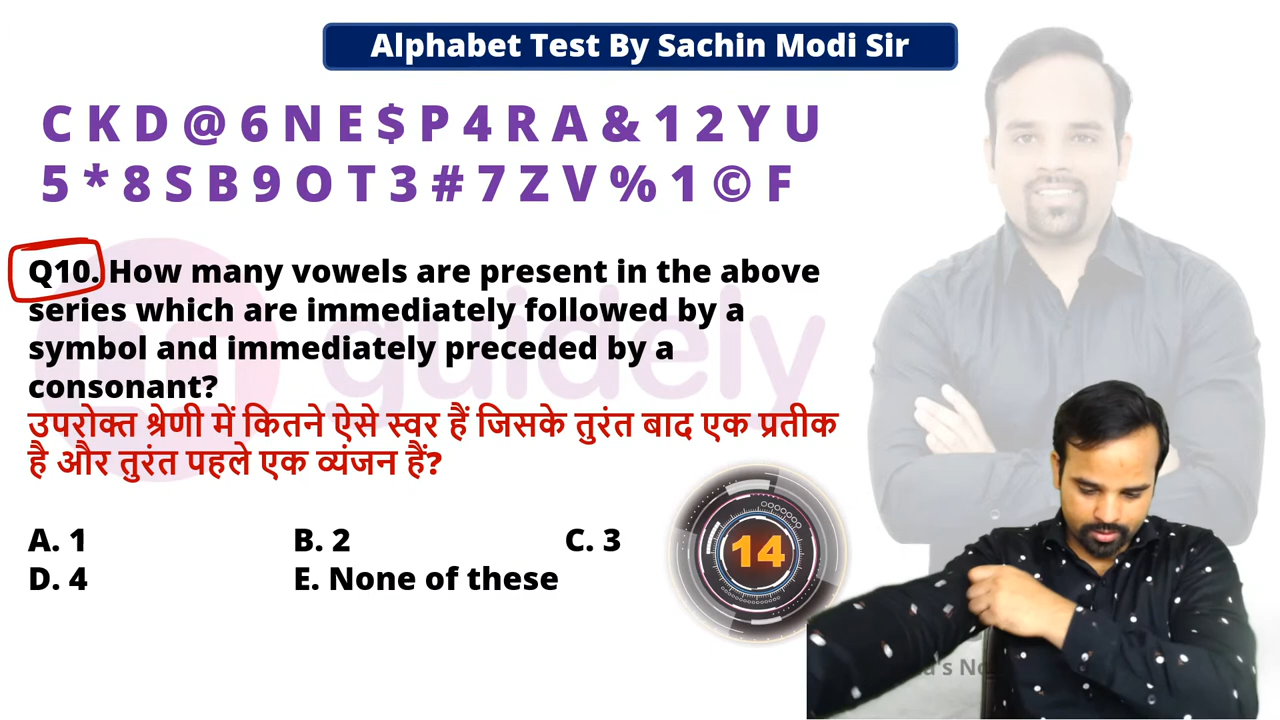 Alphabet Test By Sachin Modi Sir
C K D @ 6 N E $ P 4 R A & 1 2 Y U
5 * 8 S B 9 O T 3 # 7 Z V % 1 © F
Q10. How many vowels are present in the above
series which are immediately followed by a
symbol and immediately preceded by a
consonant?
उपरोक्त श्रेणी में कितने ऐसे स्वर हैं जिसके तुरंत बाद एक प्रतीक
है और तुरंत पहले एक व्यंजन हैं?
A. 1 B. 2 C. 3
D. 4 E. None of these
14
guidely